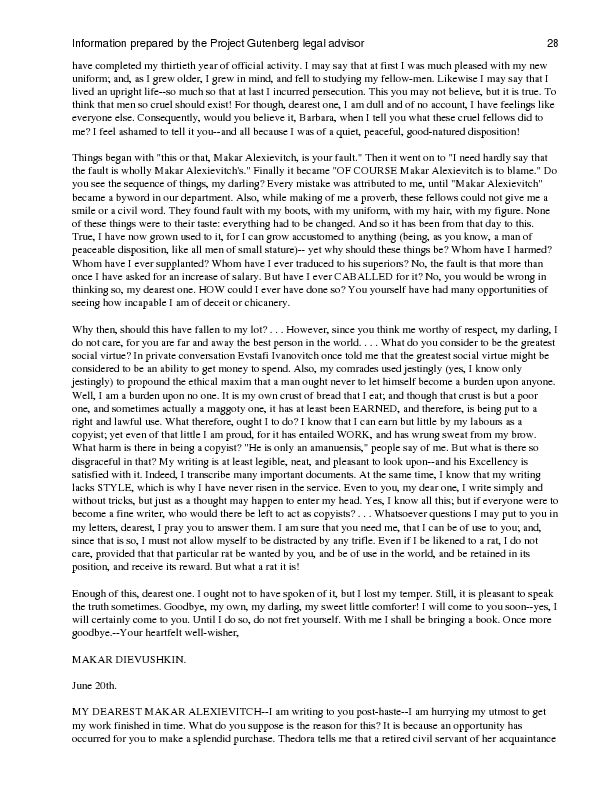 Information prepared by the Project Gutenberg legal advisor 28
have completed my thirtieth year of official activity. I may say that at first I was much pleased with my new
uniform; and, as I grew older, I grew in mind, and fell to studying my fellow-men. Likewise I may say that I
lived an upright life--so much so that at last I incurred persecution. This you may not believe, but it is true. To
think that men so cruel should exist! For though, dearest one, I am dull and of no account, I have feelings like
everyone else. Consequently, would you believe it, Barbara, when I tell you what these cruel fellows did to
me? I feel ashamed to tell it you--and all because I was of a quiet, peaceful, good-natured disposition!
Things began with "this or that, Makar Alexievitch, is your fault." Then it went on to "I need hardly say that
the fault is wholly Makar Alexievitch's." Finally it became "OF COURSE Makar Alexievitch is to blame." Do
you see the sequence of things, my darling? Every mistake was attributed to me, until "Makar Alexievitch"
became a byword in our department. Also, while making of me a proverb, these fellows could not give me a
smile or a civil word. They found fault with my boots, with my uniform, with my hair, with my figure. None
of these things were to their taste: everything had to be changed. And so it has been from that day to this.
True, I have now grown used to it, for I can grow accustomed to anything (being, as you know, a man of
peaceable disposition, like all men of small stature)-- yet why should these things be? Whom have I harmed?
Whom have I ever supplanted? Whom have I ever traduced to his superiors? No, the fault is that more than
once I have asked for an increase of salary. But have I ever CABALLED for it? No, you would be wrong in
thinking so, my dearest one. HOW could I ever have done so? You yourself have had many opportunities of
seeing how incapable I am of deceit or chicanery.
Why then, should this have fallen to my lot? . . . However, since you think me worthy of respect, my darling, I
do not care, for you are far and away the best person in the world. . . . What do you consider to be the greatest
social virtue? In private conversation Evstafi Ivanovitch once told me that the greatest social virtue might be
considered to be an ability to get money to spend. Also, my comrades used jestingly (yes, I know only
jestingly) to propound the ethical maxim that a man ought never to let himself become a burden upon anyone.
Well, I am a burden upon no one. It is my own crust of bread that I eat; and though that crust is but a poor
one, and sometimes actually a maggoty one, it has at least been EARNED, and therefore, is being put to a
right and lawful use. What therefore, ought I to do? I know that I can earn but little by my labours as a
copyist; yet even of that little I am proud, for it has entailed WORK, and has wrung sweat from my brow.
What harm is there in being a copyist? "He is only an amanuensis," people say of me. But what is there so
disgraceful in that? My writing is at least legible, neat, and pleasant to look upon--and his Excellency is
satisfied with it. Indeed, I transcribe many important documents. At the same time, I know that my writing
lacks STYLE, which is why I have never risen in the service. Even to you, my dear one, I write simply and
without tricks, but just as a thought may happen to enter my head. Yes, I know all this; but if everyone were to
become a fine writer, who would there be left to act as copyists? . . . Whatsoever questions I may put to you in
my letters, dearest, I pray you to answer them. I am sure that you need me, that I can be of use to you; and,
since that is so, I must not allow myself to be distracted by any trifle. Even if I be likened to a rat, I do not
care, provided that that particular rat be wanted by you, and be of use in the world, and be retained in its
position, and receive its reward. But what a rat it is!
Enough of this, dearest one. I ought not to have spoken of it, but I lost my temper. Still, it is pleasant to speak
the truth sometimes. Goodbye, my own, my darling, my sweet little comforter! I will come to you soon--yes, I
will certainly come to you. Until I do so, do not fret yourself. With me I shall be bringing a book. Once more
goodbye.--Your heartfelt well-wisher,
MAKAR DIEVUSHKIN.
June 20th.
MY DEAREST MAKAR ALEXIEVITCH--I am writing to you post-haste--I am hurrying my utmost to get
my work finished in time. What do you suppose is the reason for this? It is because an opportunity has
occurred for you to make a splendid purchase. Thedora tells me that a retired civil servant of her acquaintance